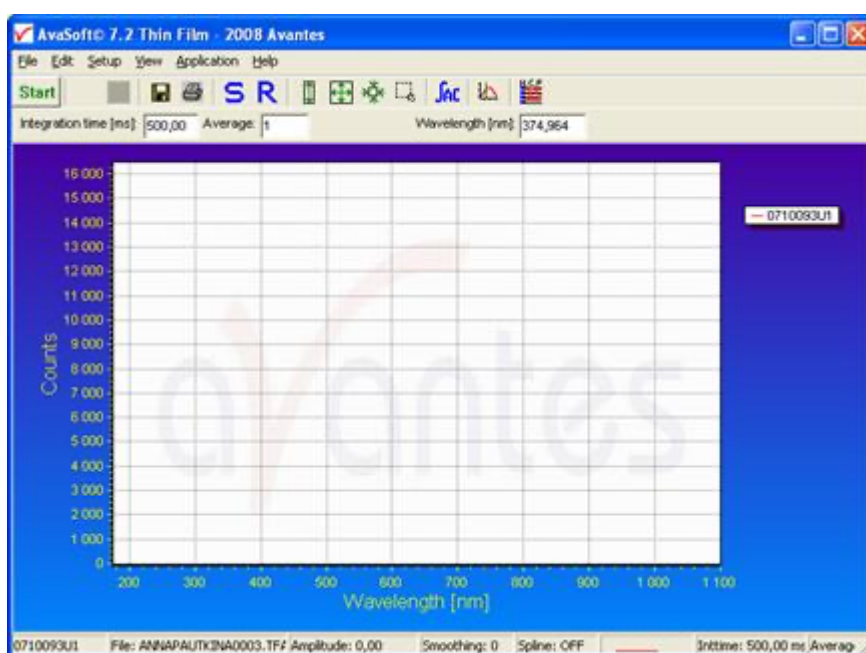 AvaSoft© 7.2 Thin Film - 2008 Avantes
File Edit Setup View Application Help
Start S R ∫AC
Integration time [ms]: 500,00 Average: 1 Wavelength [nm]: 374,964
16 000
15 000
14 000
13 000
12 000
11 000
10 000
9 000
8 000
7 000
6 000
5 000
4 000
3 000
2 000
1 000
0
Counts
0710093U1
avantes
200 300 400 500 600 700 800 900 1 000 1 100
Wavelength [nm]
0710093U1 File: ANNAPAUTKINA0003.TFA Amplitude: 0,00 Smoothing: 0 Spline: OFF Inttime: 500,00 ms Averag